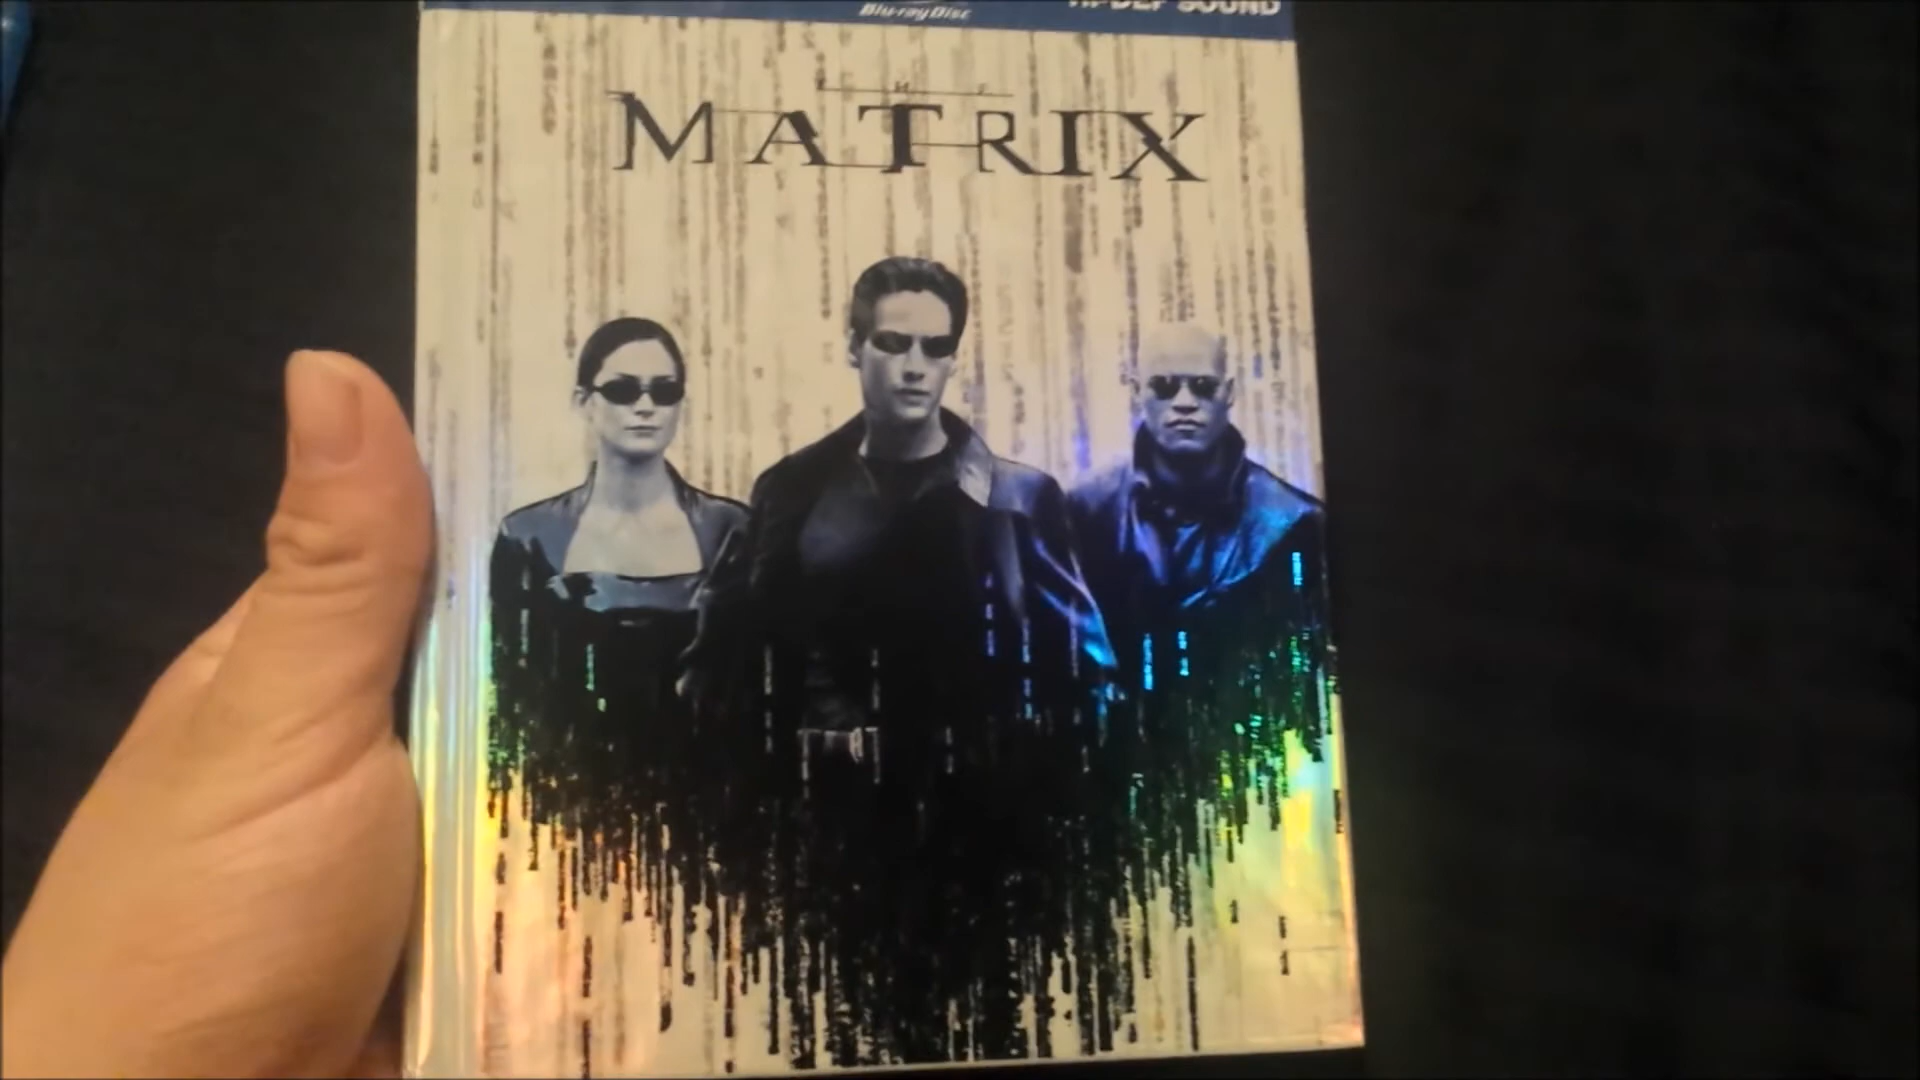 Blu-ray Disc
HI-DEF SOUND
THE
MATRIX